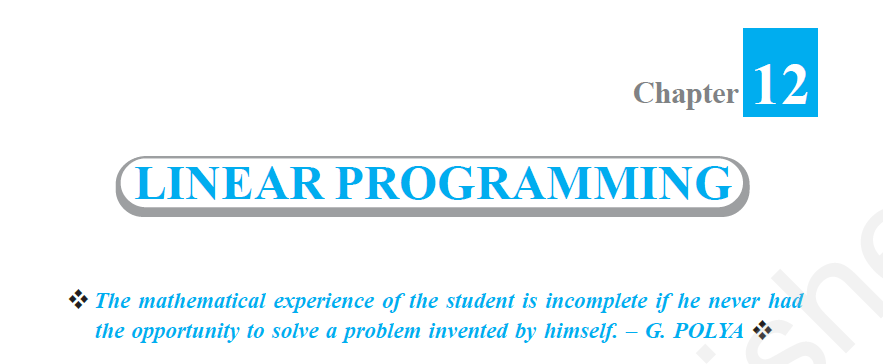 Chapter 12
LINEAR PROGRAMMING
❖ The mathematical experience of the student is incomplete if he never had
the opportunity to solve a problem invented by himself. – G. POLYA ❖